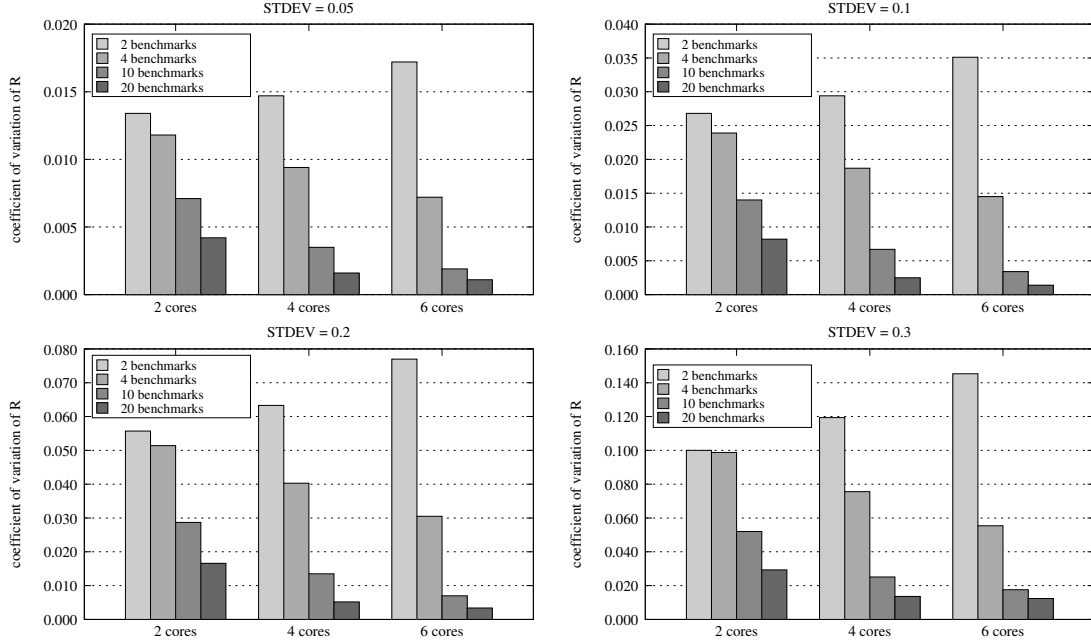 STDEV = 0.05
0.020
0.015
0.010
0.005
0.000
coefficient of variation of R
2 benchmarks
4 benchmarks
10 benchmarks
20 benchmarks
2 cores
4 cores
6 cores
STDEV = 0.1
0.040
0.035
0.030
0.025
0.020
0.015
0.010
0.005
0.000
coefficient of variation of R
2 benchmarks
4 benchmarks
10 benchmarks
20 benchmarks
2 cores
4 cores
6 cores
STDEV = 0.2
0.080
0.070
0.060
0.050
0.040
0.030
0.020
0.010
0.000
coefficient of variation of R
2 benchmarks
4 benchmarks
10 benchmarks
20 benchmarks
2 cores
4 cores
6 cores
STDEV = 0.3
0.160
0.140
0.120
0.100
0.080
0.060
0.040
0.020
0.000
coefficient of variation of R
2 benchmarks
4 benchmarks
10 benchmarks
20 benchmarks
2 cores
4 cores
6 cores